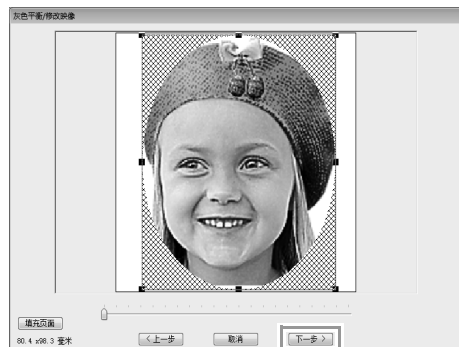 灰色平衡/修改映像
填充页面
80.4 x98.3 毫米
<上一步
取消
下一步 >